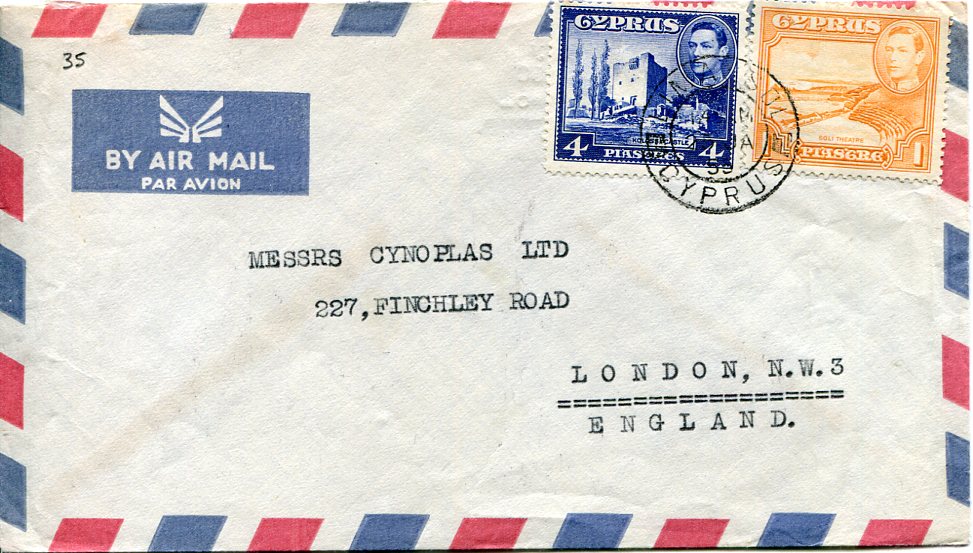 35
BY AIR MAIL
PAR AVION
CYPRUS
4 PIASTRES 4
CYPRUS
SOLI THEATRE
PIASTRE 1
CYPRUS
MESSRS CYNOPLAS LTD
227,FINCHLEY ROAD
LONDON, N.W.3
ENGLAND.